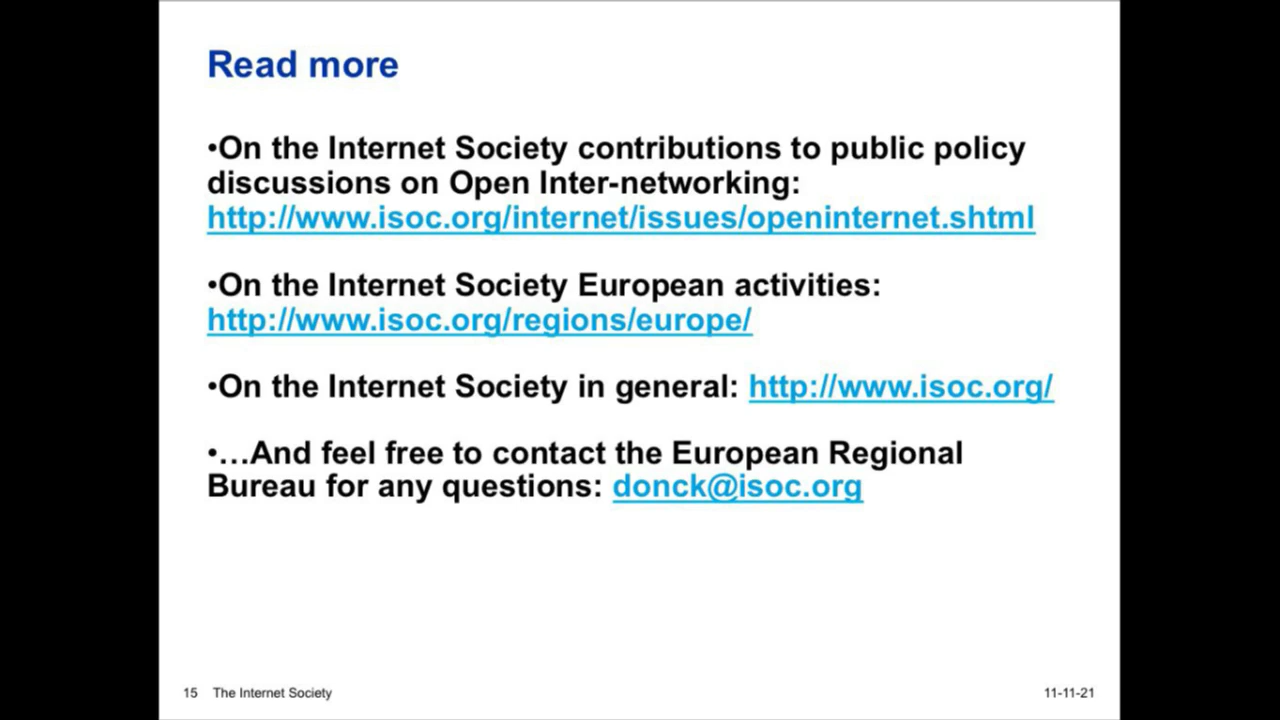 Read more
•On the Internet Society contributions to public policy
discussions on Open Inter-networking:
http://www.isoc.org/internet/issues/openinternet.shtml
•On the Internet Society European activities:
http://www.isoc.org/regions/europe/
•On the Internet Society in general: http://www.isoc.org/
•…And feel free to contact the European Regional
Bureau for any questions: donck@isoc.org
15 The Internet Society 11-11-21